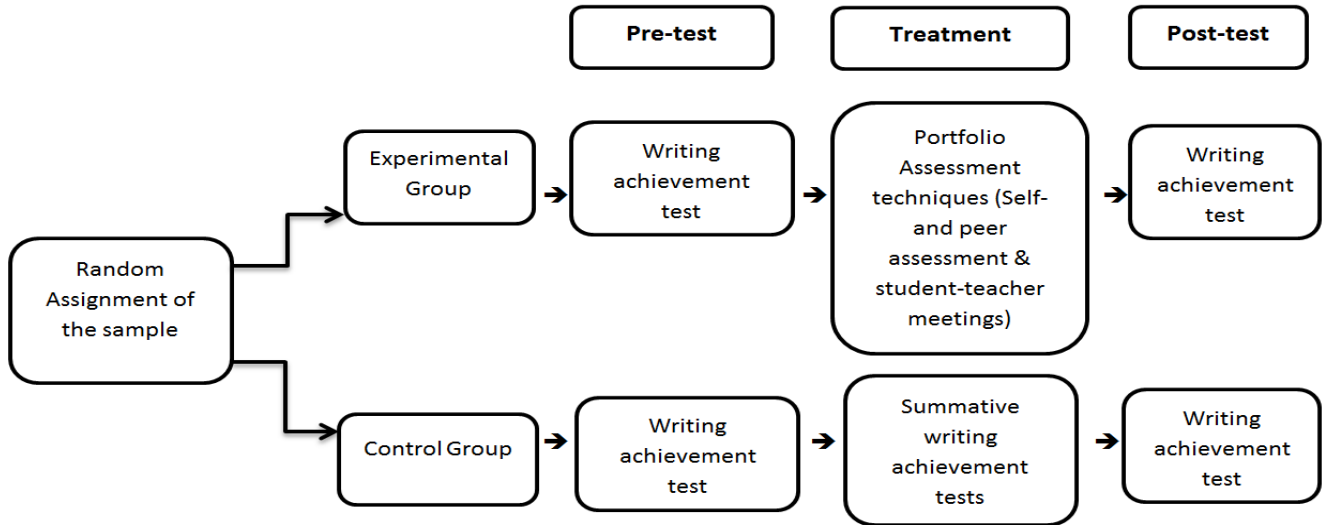 Pre-test
Treatment
Post-test
Experimental
Group
Writing
achievement
test
Portfolio
Assessment
techniques (Self-
and peer
assessment &
student-teacher
meetings)
Writing
achievement
test
Random
Assignment of
the sample
Control Group
Writing
achievement
test
Summative
writing
achievement
tests
Writing
achievement
test